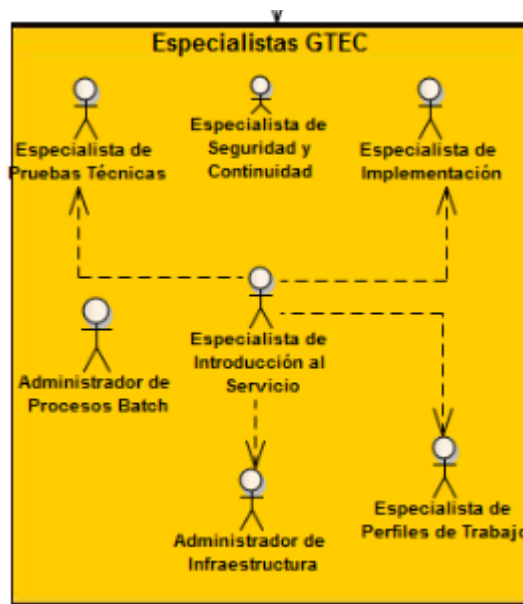 Especialistas GTEC
Especialista de
Pruebas Técnicas
Especialista de
Seguridad y
Continuidad
Especialista de
Implementación
Especialista de
Introducción al
Servicio
Administrador de
Procesos Batch
Administrador de
Infraestructura
Especialista de
Perfiles de Trabajo